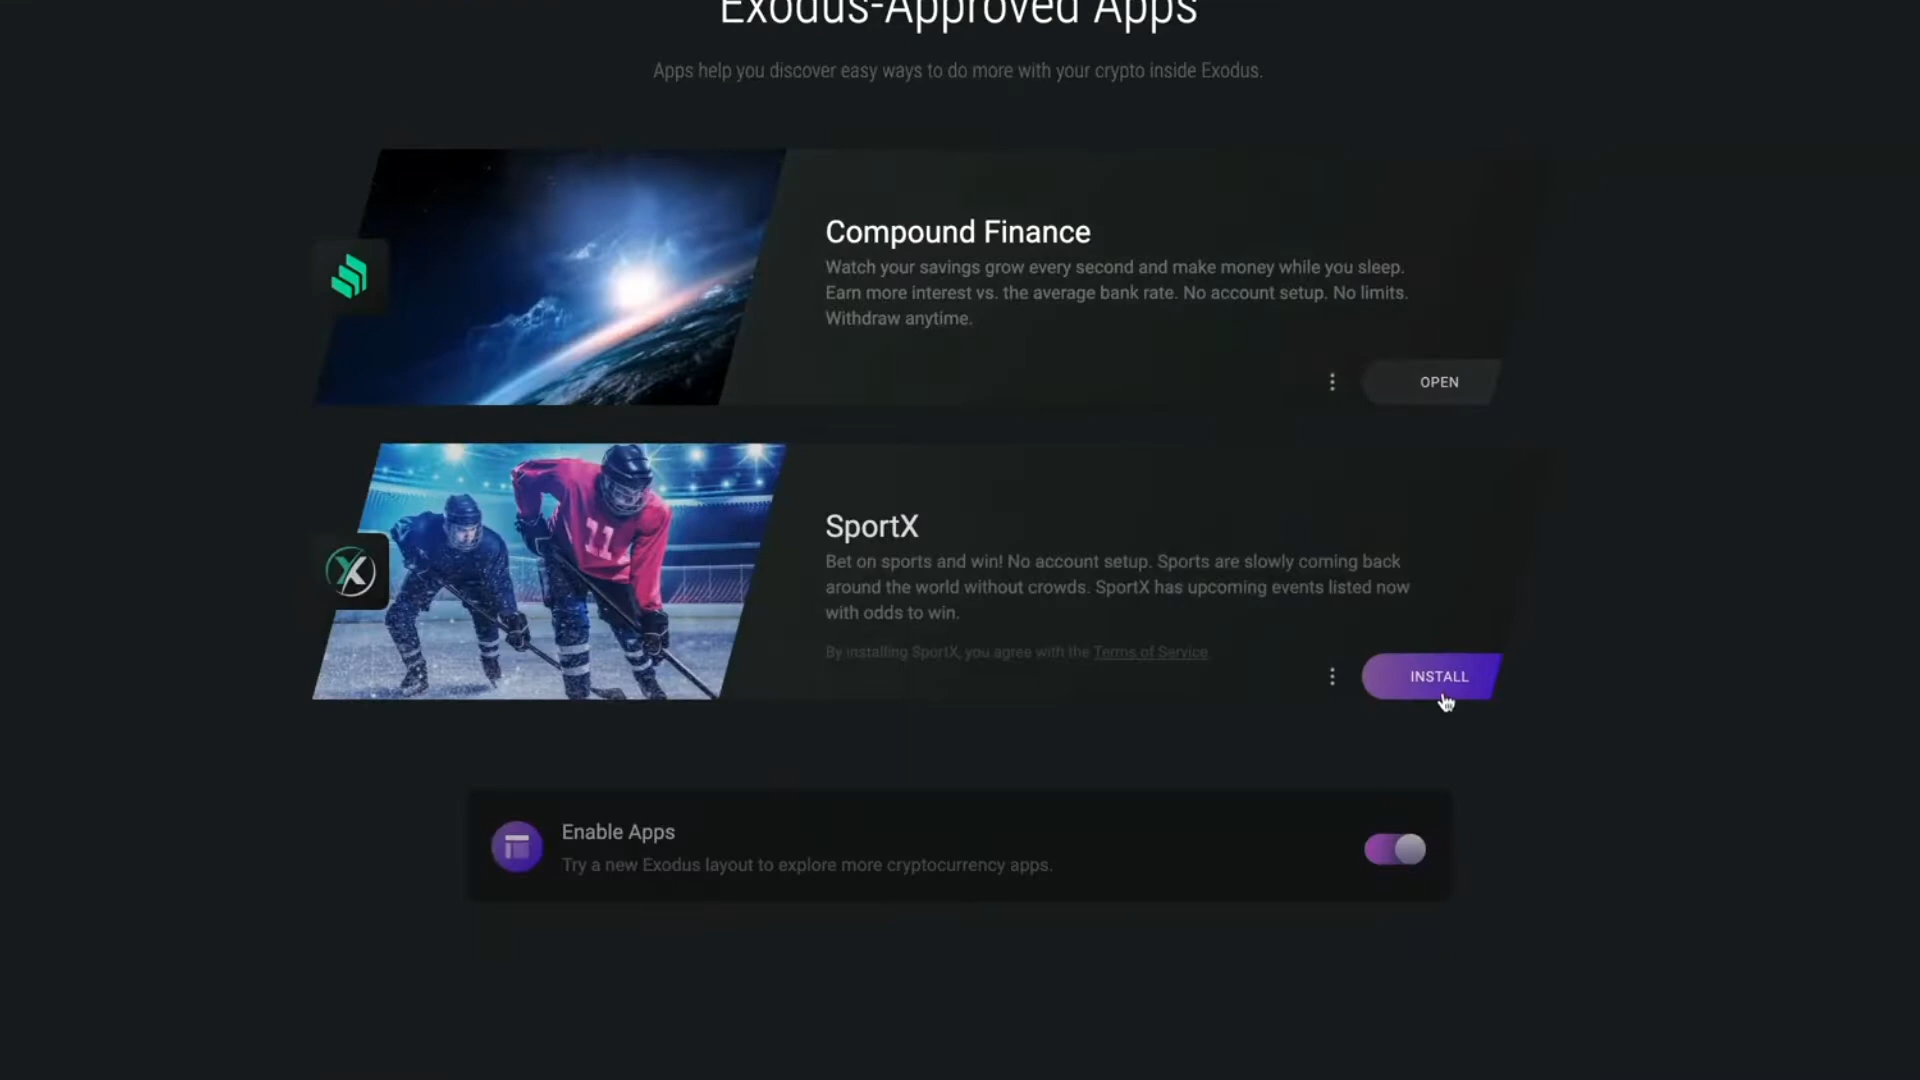 Exodus-Approved Apps
Apps help you discover easy ways to do more with your crypto inside Exodus.
Compound Finance
Watch your savings grow every second and make money while you sleep.
Earn more interest vs. the average bank rate. No account setup. No limits.
Withdraw anytime.
OPEN
11
SportX
Bet on sports and win! No account setup. Sports are slowly coming back
around the world without crowds. SportX has upcoming events listed now
with odds to win.
By installing SportX, you agree with the Terms of Service.
INSTALL
Enable Apps
Try a new Exodus layout to explore more cryptocurrency apps.